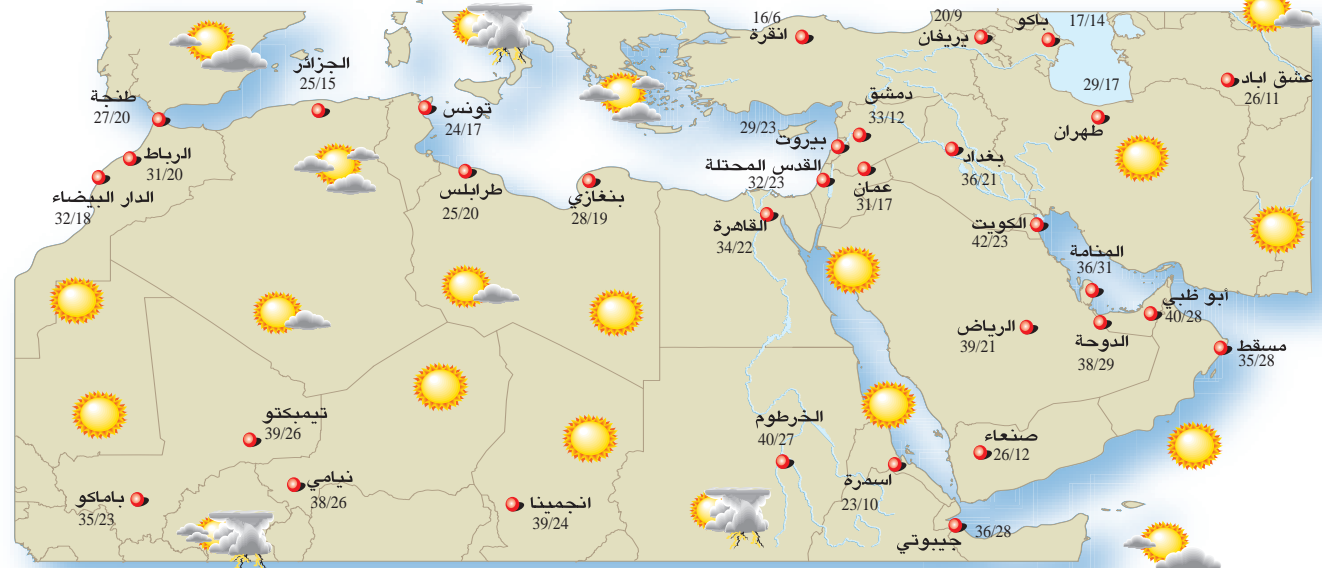 16/6
انقرة
20/9
يريفان
باكو
17/14
عشق اباد
26/11
29/17
طهران
الجزائر
25/15
طنجة
27/20
تونس
24/17
دمشق
33/12
29/23
بيروت
بغداد
36/21
الرباط
31/20
القدس المحتلة
32/23
عمان
31/17
الدار البيضاء
32/18
طرابلس
25/20
بنغازي
28/19
القاهرة
34/22
الكويت
42/23
المنامة
36/31
أبو ظبي
40/28
الرياض
39/21
الدوحة
38/29
مسقط
35/28
تيمبكتو
39/26
الخرطوم
40/27
صنعاء
26/12
باماكو
35/23
نيامي
38/26
انجمينا
39/24
اسمرة
23/10
جيبوتي
36/28